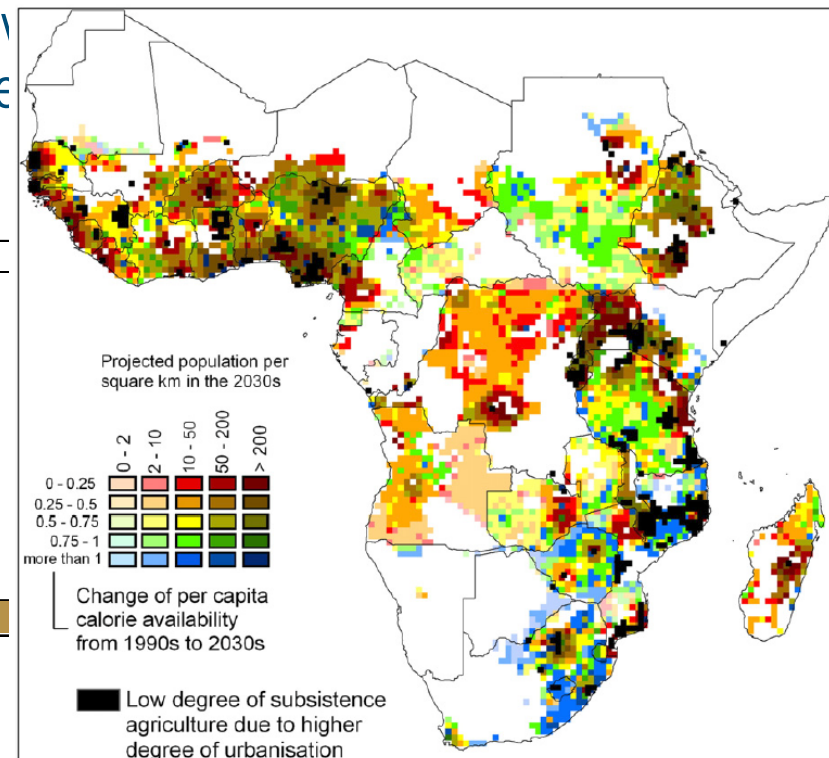 Projected population per
square km in the 2030s
0 - 2
2 - 10
10 - 50
50 - 200
> 200
0 - 0.25
0.25 - 0.5
0.5 - 0.75
0.75 - 1
more than 1
Change of per capita
calorie availability
from 1990s to 2030s
Low degree of subsistence
agriculture due to higher
degree of urbanisation